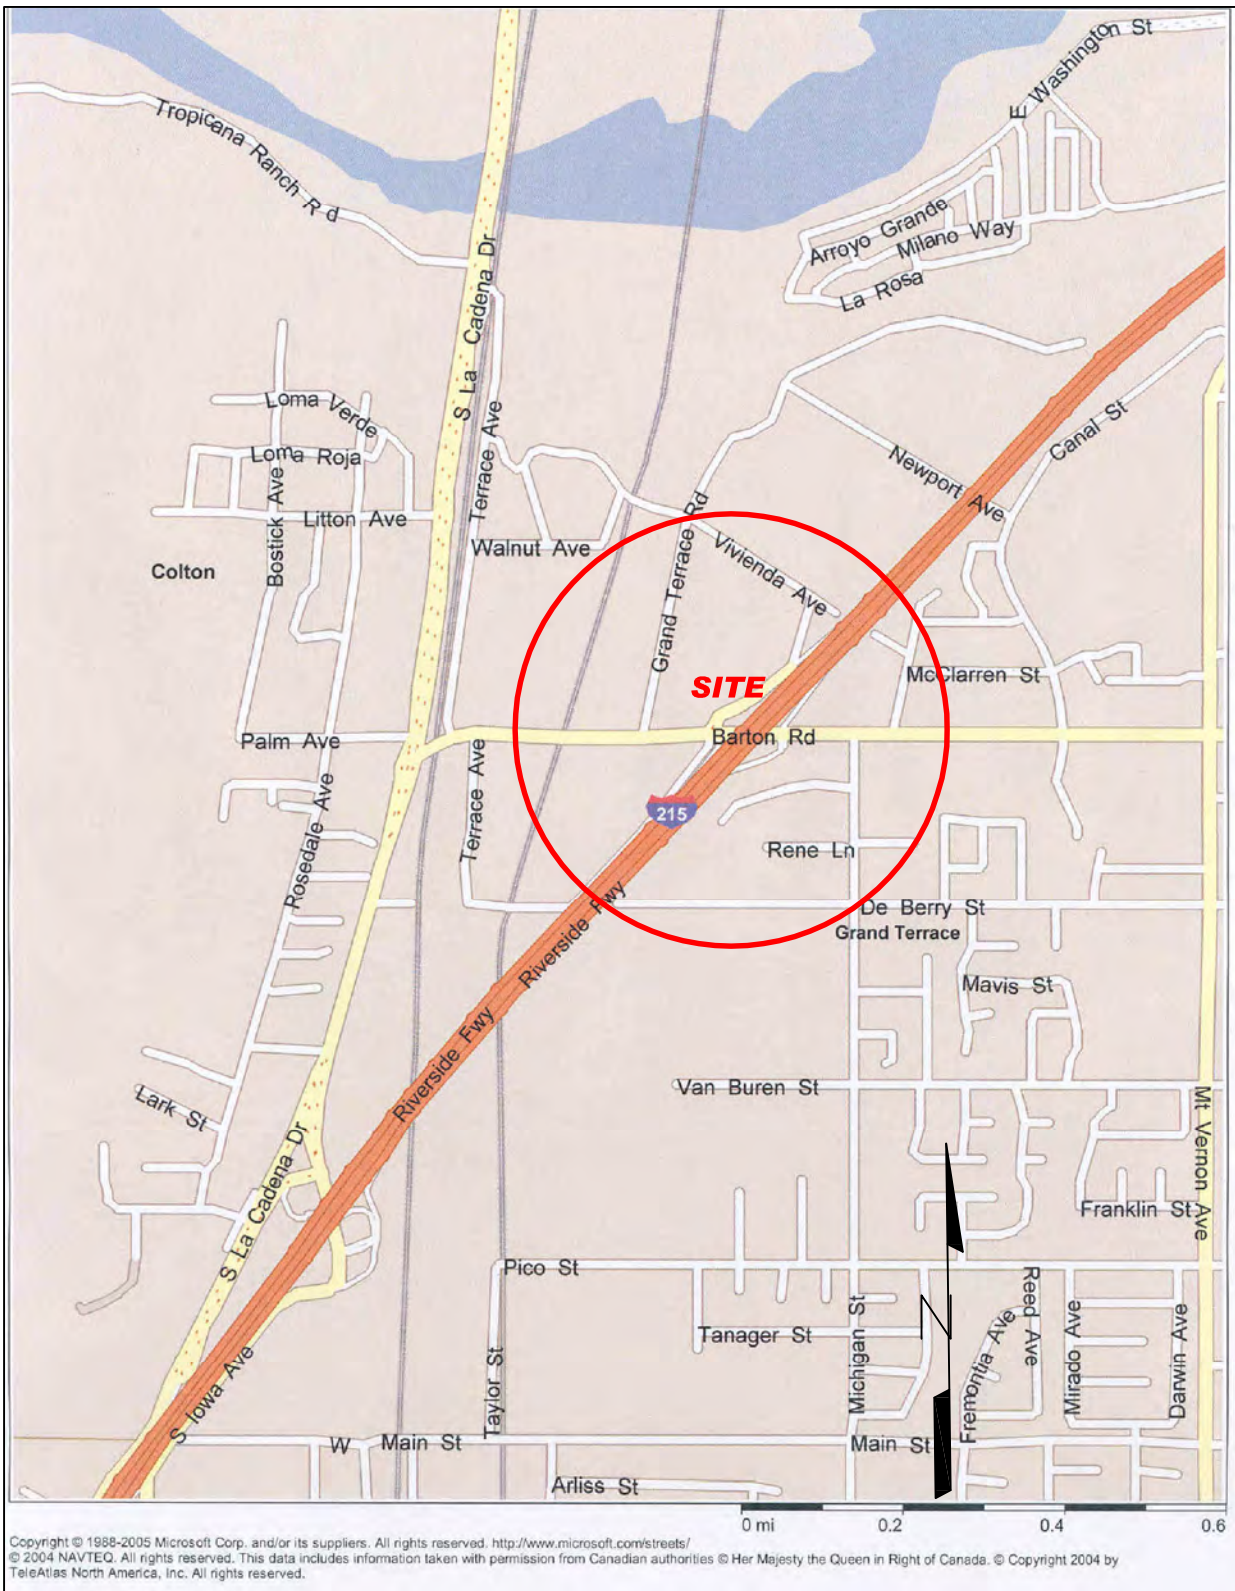 E Washington St
Tropicana Ranch Rd
Arroyo Grande
Milano Way
La Rosa
S La Cadena Dr
Loma Verde
Loma Roja
Canal St
Newport Ave
Terrace Ave
Bostick Ave
Litton Ave
Grand Terrace Rd
Walnut Ave
Vivienda Ave
Colton
McClarren St
SITE
Palm Ave
Barton Rd
Terrace Ave
Rosedale Ave
215
Rene Ln
De Berry St
Grand Terrace
Riverside Fwy
Mavis St
Riverside Fwy
Van Buren St
Lark St
Mt Vernon Ave
S La Cadena Dr
Franklin St
Pico St
Reed Ave
N
Tanager St
Michigan St
Fremontia Ave
Mirado Ave
Darwin Ave
Taylor St
S Iowa Ave
W Main St
Main St
Arliss St
0 mi 0.2 0.4 0.6
Copyright © 1988-2005 Microsoft Corp. and/or its suppliers. All rights reserved. http://www.microsoft.com/streets/
© 2004 NAVTEQ. All rights reserved. This data includes information taken with permission from Canadian authorities © Her Majesty the Queen in Right of Canada. © Copyright 2004 by
TeleAtlas North America, Inc. All rights reserved.